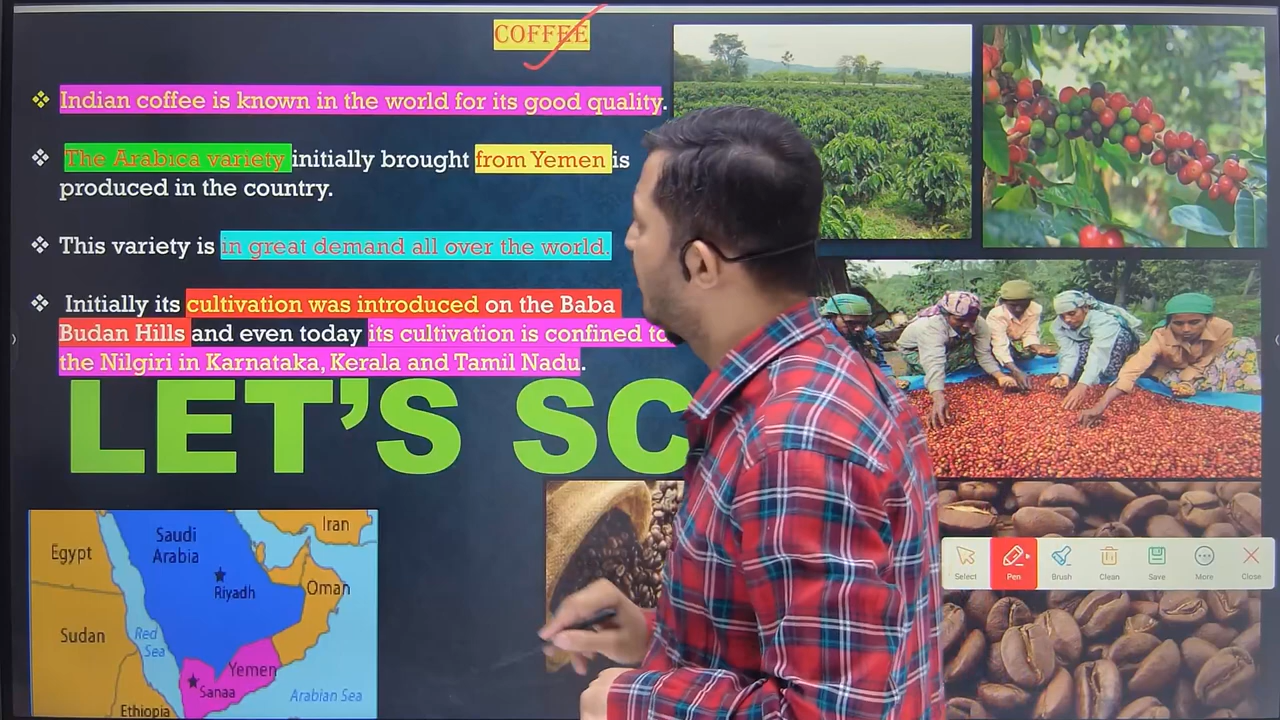 COFFEE
Indian coffee is known in the world for its good quality.
The Arabica variety initially brought from Yemen is
produced in the country.
This variety is in great demand all over the world.
Initially its cultivation was introduced on the Baba
Budan Hills and even today its cultivation is confined to
the Nilgiri in Karnataka, Kerala and Tamil Nadu.
LET'S SC
Iran
Saudi
Arabia
Egypt
Riyadh
Oman
Sudan
Red
Sea
Yemen
Sanaa
Arabian Sea
Ethiopia
Select
Pen
Brush
Clean
Save
More
Close